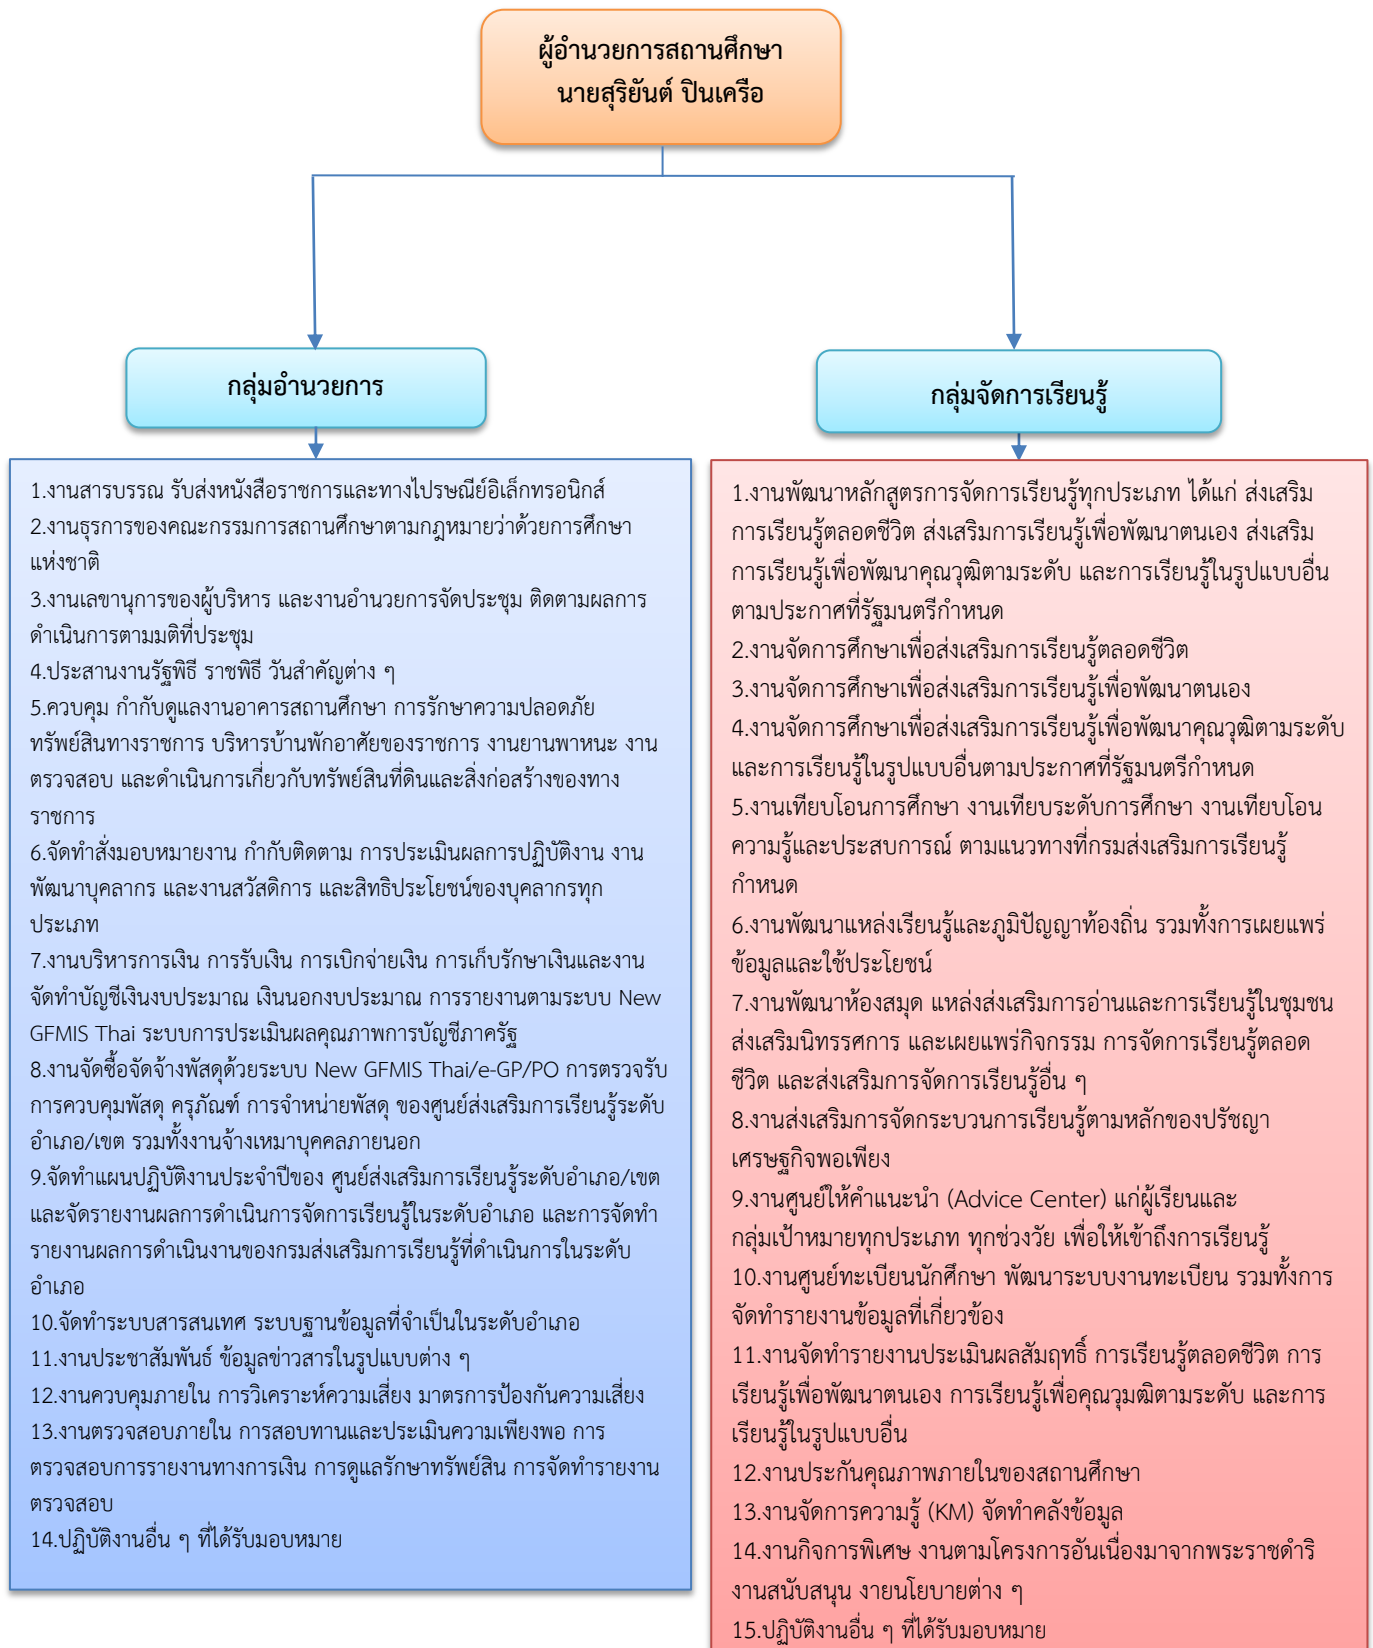 ผู้อำนวยการสถานศึกษา
นายสุริยันต์ ปินเครือ
กลุ่มอำนวยการ
กลุ่มจัดการเรียนรู้
1.งานสารบรรณ รับส่งหนังสือราชการและทางไปรษณีย์อิเล็กทรอนิกส์
2.งานธุรการของคณะกรรมการสถานศึกษาตามกฎหมายว่าด้วยการศึกษา
แห่งชาติ
3.งานเลขานุการของผู้บริหาร และงานอำนวยการจัดประชุม ติดตามผลการ
ดำเนินการตามมติที่ประชุม
4.ประสานงานรัฐพิธี ราชพิธี วันสำคัญต่าง ๆ
5.ควบคุม กำกับดูแลงานอาคารสถานศึกษา การรักษาความปลอดภัย
ทรัพย์สินทางราชการ บริหารบ้านพักอาศัยของราชการ งานยานพาหนะ งาน
ตรวจสอบ และดำเนินการเกี่ยวกับทรัพย์สินที่ดินและสิ่งก่อสร้างของทาง
ราชการ
6.จัดทำสั่งมอบหมายงาน กำกับติดตาม การประเมินผลการปฏิบัติงาน งาน
พัฒนาบุคลากร และงานสวัสดิการ และสิทธิประโยชน์ของบุคลากรทุก
ประเภท
7.งานบริหารการเงิน การรับเงิน การเบิกจ่ายเงิน การเก็บรักษาเงินและงาน
จัดทำบัญชีเงินงบประมาณ เงินนอกงบประมาณ การรายงานตามระบบ New
GFMIS Thai ระบบการประเมินผลคุณภาพการบัญชีภาครัฐ
8.งานจัดซื้อจัดจ้างพัสดุด้วยระบบ New GFMIS Thai/e-GP/PO การตรวจรับ
การควบคุมพัสดุ ครุภัณฑ์ การจำหน่ายพัสดุ ของศูนย์ส่งเสริมการเรียนรู้ระดับ
อำเภอ/เขต รวมทั้งงานจ้างเหมาบุคคลภายนอก
9.จัดทำแผนปฏิบัติงานประจำปีของ ศูนย์ส่งเสริมการเรียนรู้ระดับอำเภอ/เขต
และจัดรายงานผลการดำเนินการจัดการเรียนรู้ในระดับอำเภอ และการจัดทำ
รายงานผลการดำเนินงานของกรมส่งเสริมการเรียนรู้ที่ดำเนินการในระดับ
อำเภอ
10.จัดทำระบบสารสนเทศ ระบบฐานข้อมูลที่จำเป็นในระดับอำเภอ
11.งานประชาสัมพันธ์ ข้อมูลข่าวสารในรูปแบบต่าง ๆ
12.งานควบคุมภายใน การวิเคราะห์ความเสี่ยง มาตรการป้องกันความเสี่ยง
13.งานตรวจสอบภายใน การสอบทานและประเมินความเพียงพอ การ
ตรวจสอบการรายงานทางการเงิน การดูแลรักษาทรัพย์สิน การจัดทำรายงาน
ตรวจสอบ
14.ปฏิบัติงานอื่น ๆ ที่ได้รับมอบหมาย
1.งานพัฒนาหลักสูตรการจัดการเรียนรู้ทุกประเภท ได้แก่ ส่งเสริม
การเรียนรู้ตลอดชีวิต ส่งเสริมการเรียนรู้เพื่อพัฒนาตนเอง ส่งเสริม
การเรียนรู้เพื่อพัฒนาคุณวุฒิตามระดับ และการเรียนรู้ในรูปแบบอื่น
ตามประกาศที่รัฐมนตรีกำหนด
2.งานจัดการศึกษาเพื่อส่งเสริมการเรียนรู้ตลอดชีวิต
3.งานจัดการศึกษาเพื่อส่งเสริมการเรียนรู้เพื่อพัฒนาตนเอง
4.งานจัดการศึกษาเพื่อส่งเสริมการเรียนรู้เพื่อพัฒนาคุณวุฒิตามระดับ
และการเรียนรู้ในรูปแบบอื่นตามประกาศที่รัฐมนตรีกำหนด
5.งานเทียบโอนการศึกษา งานเทียบระดับการศึกษา งานเทียบโอน
ความรู้และประสบการณ์ ตามแนวทางที่กรมส่งเสริมการเรียนรู้
กำหนด
6.งานพัฒนาแหล่งเรียนรู้และภูมิปัญญาท้องถิ่น รวมทั้งการเผยแพร่
ข้อมูลและใช้ประโยชน์
7.งานพัฒนาห้องสมุด แหล่งส่งเสริมการอ่านและการเรียนรู้ในชุมชน
ส่งเสริมนิทรรศการ และเผยแพร่กิจกรรม การจัดการเรียนรู้ตลอด
ชีวิต และส่งเสริมการจัดการเรียนรู้อื่น ๆ
8.งานส่งเสริมการจัดกระบวนการเรียนรู้ตามหลักของปรัชญา
เศรษฐกิจพอเพียง
9.งานศูนย์ให้คำแนะนำ (Advice Center) แก่ผู้เรียนและ
กลุ่มเป้าหมายทุกประเภท ทุกช่วงวัย เพื่อให้เข้าถึงการเรียนรู้
10.งานศูนย์ทะเบียนนักศึกษา พัฒนาระบบงานทะเบียน รวมทั้งการ
จัดทำรายงานข้อมูลที่เกี่ยวข้อง
11.งานจัดทำรายงานประเมินผลสัมฤทธิ์ การเรียนรู้ตลอดชีวิต การ
เรียนรู้เพื่อพัฒนาตนเอง การเรียนรู้เพื่อคุณวุมฒิตามระดับ และการ
เรียนรู้ในรูปแบบอื่น
12.งานประกันคุณภาพภายในของสถานศึกษา
13.งานจัดการความรู้ (KM) จัดทำคลังข้อมูล
14.งานกิจการพิเศษ งานตามโครงการอันเนื่องมาจากพระราชดำริ
งานสนับสนุน งายนโยบายต่าง ๆ
15.ปฏิบัติงานอื่น ๆ ที่ได้รับมอบหมาย